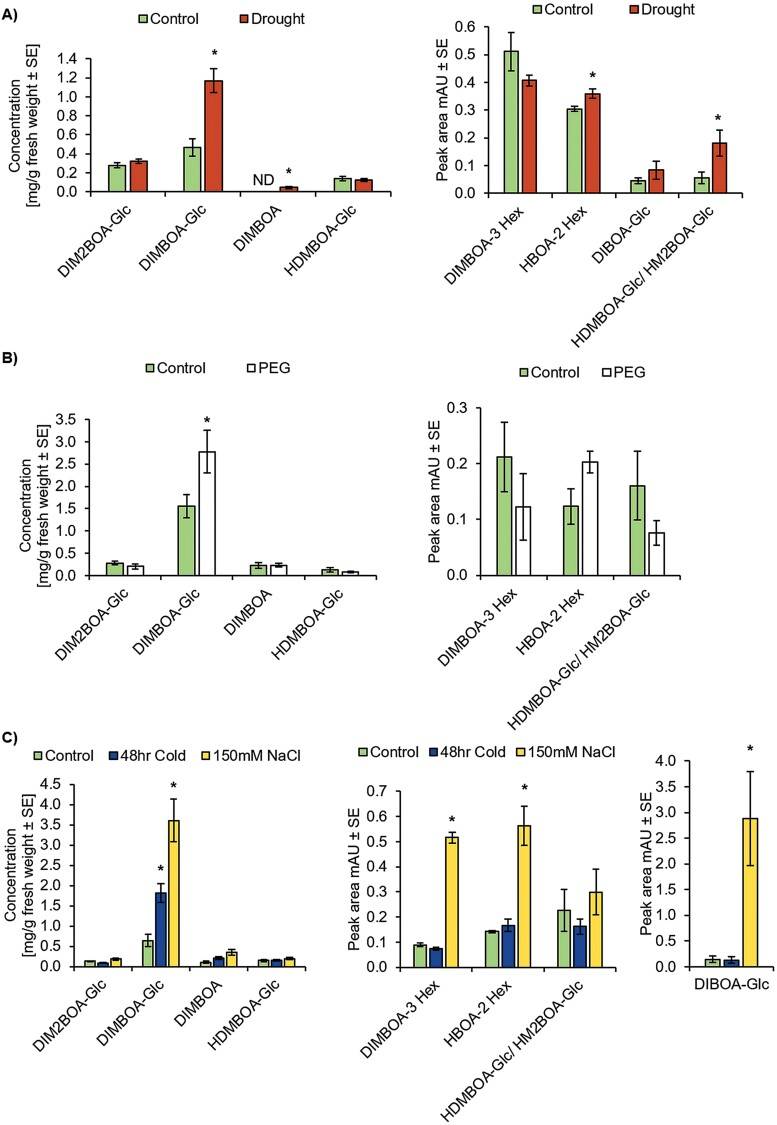 A)
Control Drought
Concentration
[mg/g fresh weight ± SE]
1.4
1.2
1.0
0.8
0.6
0.4
0.2
0.0
*
ND
*
DIM2BOA-Glc
DIMBOA-Glc
DIMBOA
HDMBOA-Glc
Control Drought
Peak area mAU ± SE
0.6
0.5
0.4
0.3
0.2
0.1
0.0
*
*
DIMBOA-3 Hex
HBOA-2 Hex
DIBOA-Glc
HDMBOA-Glc/ HM2BOA-Glc
B)
Control PEG
Concentration
[mg/g fresh weight ± SE]
3.5
3.0
2.5
2.0
1.5
1.0
0.5
0.0
*
DIM2BOA-Glc
DIMBOA-Glc
DIMBOA
HDMBOA-Glc
Control PEG
Peak area mAU ± SE
0.3
0.2
0.1
0.0
DIMBOA-3 Hex
HBOA-2 Hex
HDMBOA-Glc/ HM2BOA-Glc
C)
Control 48hr Cold 150mM NaCl
Concentration
[mg/g fresh weight ± SE]
4.5
4.0
3.5
3.0
2.5
2.0
1.5
1.0
0.5
0.0
*
*
DIM2BOA-Glc
DIMBOA-Glc
DIMBOA
HDMBOA-Glc
Control 48hr Cold 150mM NaCl
Peak area mAU ± SE
0.7
0.6
0.5
0.4
0.3
0.2
0.1
0.0
*
*
DIMBOA-3 Hex
HBOA-2 Hex
HDMBOA-Glc/ HM2BOA-Glc
Peak area mAU ± SE
4.0
3.5
3.0
2.5
2.0
1.5
1.0
0.5
0.0
*
DIBOA-Glc